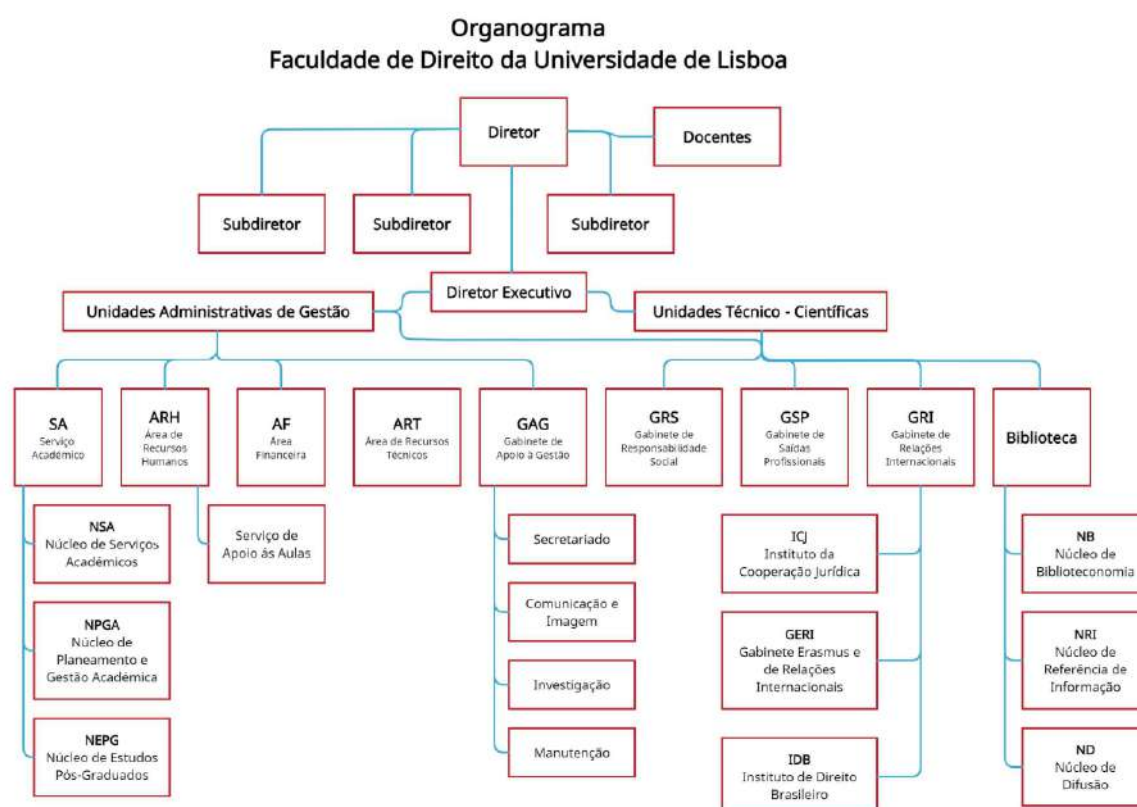 Organograma
Faculdade de Direito da Universidade de Lisboa
Diretor
Docentes
Subdiretor
Subdiretor
Subdiretor
Diretor Executivo
Unidades Administrativas de Gestão
Unidades Técnico - Científicas
SA
Serviço
Académico
ARH
Área de
Recursos
Humanos
AF
Área
Financeira
ART
Área de Recursos
Técnicos
GAG
Gabinete de
Apoio à Gestão
GRS
Gabinete de
Responsabilidade
Social
GSP
Gabinete de
Saídas
Profissionais
GRI
Gabinete de
Relações
Internacionais
Biblioteca
NSA
Núcleo de Serviços
Académicos
NPGA
Núcleo de
Planeamento e
Gestão Académica
NEPG
Núcleo de Estudos
Pós-Graduados
Serviço de
Apoio ás Aulas
Secretariado
Comunicação e
Imagem
Investigação
Manutenção
ICJ
Instituto da
Cooperação Jurídica
GERI
Gabinete Erasmus e
de Relações
Internacionais
IDB
Instituto de Direito
Brasileiro
NB
Núcleo de
Biblioteconomia
NRI
Núcleo de
Referência de
Informação
ND
Núcleo de
Difusão